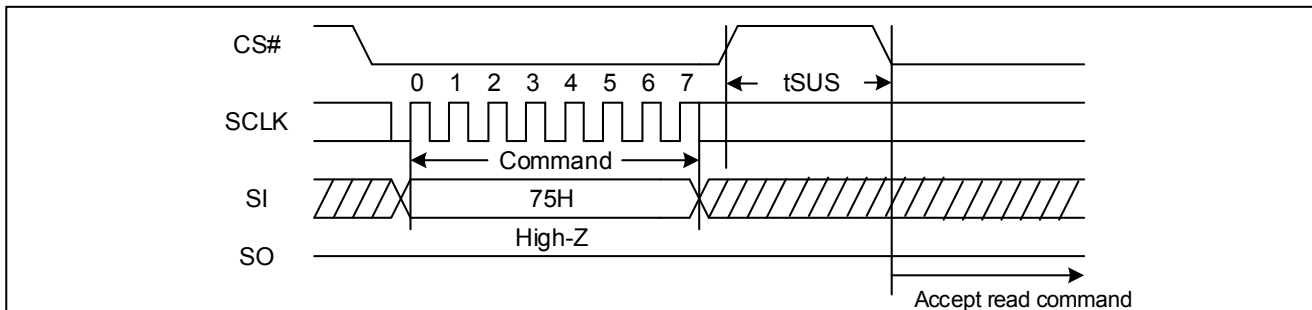 CS#
0 1 2 3 4 5 6 7
tSUS
SCLK
Command
SI
75H
High-Z
SO
Accept read command